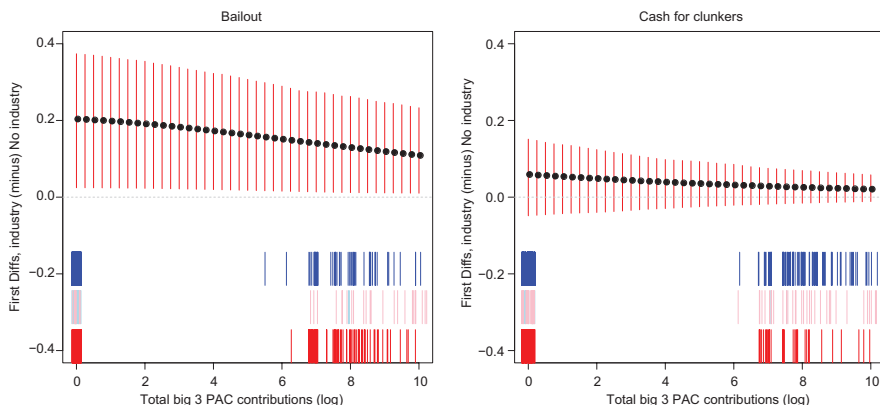 Bailout
First Diffs, industry (minus) No industry
0.4
0.2
0.0
−0.2
−0.4
0 2 4 6 8 10
Total big 3 PAC contributions (log)
Cash for clunkers
First Diffs, industry (minus) No industry
0.4
0.2
0.0
−0.2
−0.4
0 2 4 6 8 10
Total big 3 PAC contributions (log)